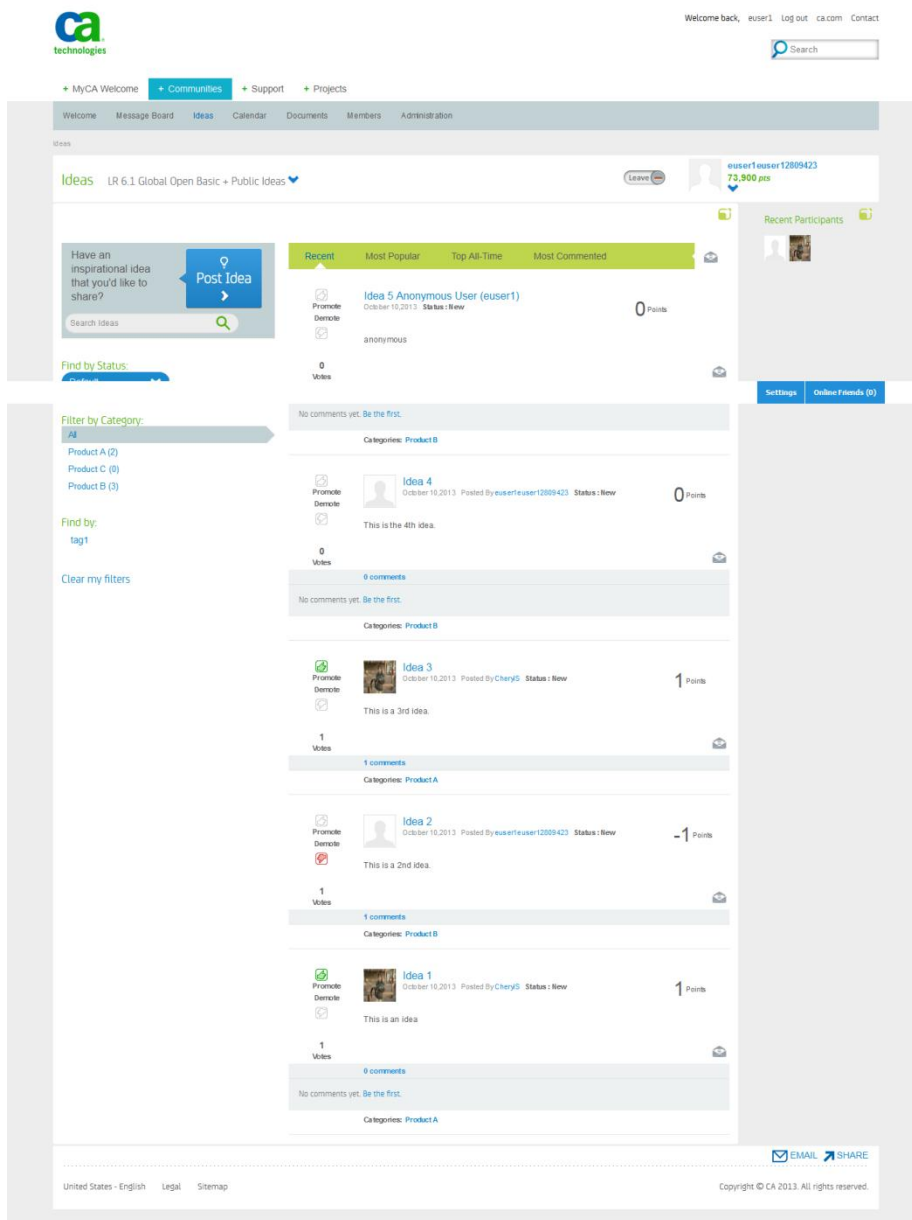 ca
technologies
Welcome back, euser1 Log out ca.com Contact
Search
+ MyCA Welcome + Communities + Support + Projects
Welcome Message Board Ideas Calendar Documents Members Administration
Ideas
Ideas LR 6.1 Global Open Basic + Public Ideas
Leave
euser1euser12809423
73,900 pts
Recent Participants
Have an
inspirational idea
that you'd like to
share?
Post Idea
Search Ideas
Find by Status:
Default
Recent Most Popular Top All-Time Most Commented
Promote
Demote
Idea 5 Anonymous User (euser1)
October 10,2013 Status : New
0 Points
anonymous
0
Votes
Settings Online Friends (0)
Filter by Category:
All
Product A (2)
Product C (0)
Product B (3)
Find by:
tag1
Clear my filters
No comments yet. Be the first.
Categories: Product B
Promote
Demote
Idea 4
October 10,2013 Posted By euser1euser12809423 Status : New
0 Points
This is the 4th idea.
0
Votes
0 comments
No comments yet. Be the first.
Categories: Product B
Promote
Demote
Idea 3
October 10,2013 Posted By CherylS Status : New
1 Points
This is a 3rd idea.
1
Votes
1 comments
Categories: Product A
Promote
Demote
Idea 2
October 10,2013 Posted By euser1euser12809423 Status : New
-1 Points
This is a 2nd idea.
1
Votes
1 comments
Categories: Product B
Promote
Demote
Idea 1
October 10,2013 Posted By CherylS Status : New
1 Points
This is an idea
1
Votes
0 comments
No comments yet. Be the first.
Categories: Product A
EMAIL SHARE
United States - English Legal Sitemap
Copyright © CA 2013. All rights reserved.